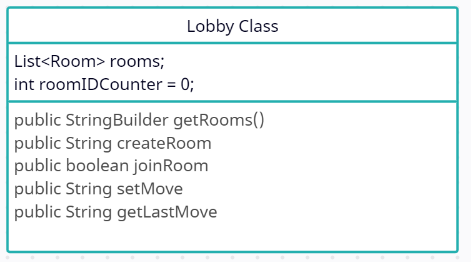 Lobby Class
List<Room> rooms;
int roomIDCounter = 0;
public StringBuilder getRooms()
public String createRoom
public boolean joinRoom
public String setMove
public String getLastMove